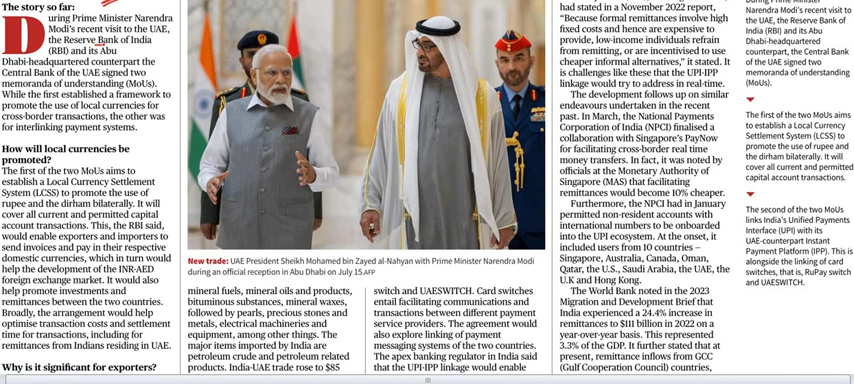 The story so far:
During Prime Minister Narendra
Modi's recent visit to the UAE,
the Reserve Bank of India
(RBI) and its Abu
Dhabi-headquartered counterpart the
Central Bank of the UAE signed two
memoranda of understanding (MoUs).
While the first established a framework to
promote the use of local currencies for
cross-border transactions, the other was
for interlinking payment systems.
How will local currencies be
promoted?
The first of the two MoUs aims to
establish a Local Currency Settlement
System (LCSS) to promote the use of
rupee and the dirham bilaterally. It will
cover all current and permitted capital
account transactions. This, the RBI said,
would enable exporters and importers to
send invoices and pay in their respective
domestic currencies, which in turn would
help the development of the INR-AED
foreign exchange market. It would also
help promote investments and
remittances between the two countries.
Broadly, the arrangement would help
optimise transaction costs and settlement
time for transactions, including for
remittances from Indians residing in UAE.
Why is it significant for exporters?
New trade: UAE President Sheikh Mohamed bin Zayed al-Nahyan with Prime Minister Narendra Modi
during an official reception in Abu Dhabi on July 15. AFP
mineral fuels, mineral oils and products,
bituminous substances, mineral waxes,
followed by pearls, precious stones and
metals, electrical machineries and
equipment, among other things. The
major items imported by India are
petroleum crude and petroleum related
products. India-UAE trade rose to $85
switch and UAESWITCH. Card switches
entail facilitating communications and
transactions between different payment
service providers. The agreement would
also explore linking of payment
messaging systems of the two countries.
The apex banking regulator in India said
that the UPI-IPP linkage would enable
had stated in a November 2022 report,
"Because formal remittances involve high
fixed costs and hence are expensive to
provide, low-income individuals refrain
from remitting, or are incentivised to use
cheaper informal alternatives," it stated. It
is challenges like these that the UPI-IPP
linkage would try to address in real-time.
The development follows up on similar
endeavours undertaken in the recent
past. In March, the National Payments
Corporation of India (NPCI) finalised a
collaboration with Singapore's PayNow
for facilitating cross-border real time
money transfers. In fact, it was noted by
officials at the Monetary Authority of
Singapore (MAS) that facilitating
remittances would become 10% cheaper.
Furthermore, the NPCI had in January
permitted non-resident accounts with
international numbers to be onboarded
into the UPI ecosystem. At the onset, it
included users from 10 countries —
Singapore, Australia, Canada, Oman,
Qatar, the U.S., Saudi Arabia, the UAE, the
U.K and Hong Kong.
The World Bank noted in the 2023
Migration and Development Brief that
India experienced a 24.4% increase in
remittances to $111 billion in 2022 on a
year-over-year basis. This represented
3.3% of the GDP. It further stated that at
present, remittance inflows from GCC
(Gulf Cooperation Council) countries,
During Prime Minister
Narendra Modi's recent visit to
the UAE, the Reserve Bank of
India (RBI) and its Abu
Dhabi-headquartered
counterpart, the Central Bank
of the UAE signed two
memoranda of understanding
(MoUs).
The first of the two MoUs aims
to establish a Local Currency
Settlement System (LCSS) to
promote the use of rupee and
the dirham bilaterally. It will
cover all current and permitted
capital account transactions.
The second of the two MoUs
links India's Unified Payments
Interface (UPI) with its
UAE-counterpart Instant
Payment Platform (IPP). This is
alongside the linking of card
switches, that is, RuPay switch
and UAESWITCH.